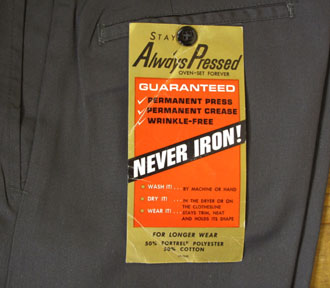 STAY
Always Pressed
OVEN-SET FOREVER
GUARANTEED
✓ PERMANENT PRESS
✓ PERMANENT CREASE
✓ WRINKLE-FREE
NEVER IRON!
• WASH IT! . . . BY MACHINE OR HAND
• DRY IT! . . . IN THE DRYER OR ON THE CLOTHESLINE
• WEAR IT! . . . STAYS TRIM, NEAT AND HOLDS ITS SHAPE
FOR LONGER WEAR
50% PORTREL POLYESTER
50% COTTON